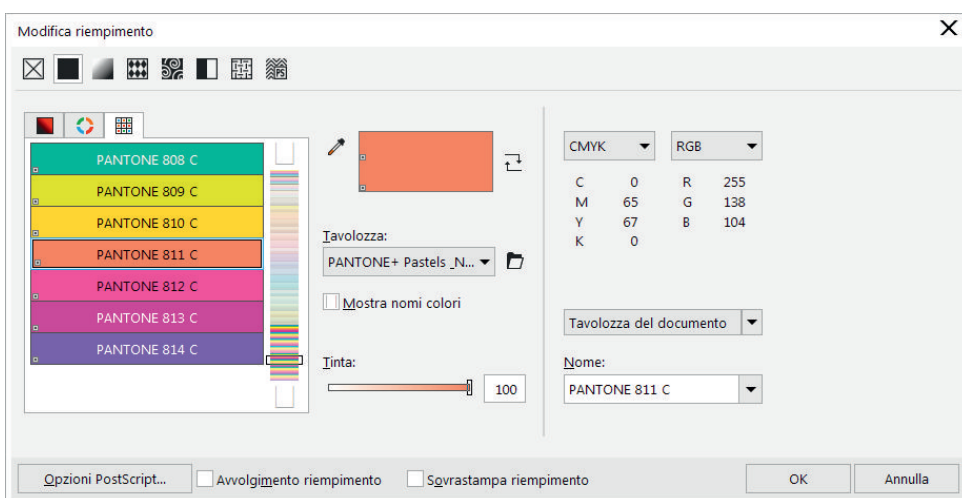 Modifica riempimento
PS
PANTONE 808 C
PANTONE 809 C
PANTONE 810 C
PANTONE 811 C
PANTONE 812 C
PANTONE 813 C
PANTONE 814 C
Tavolozza:
PANTONE+ Pastels _N...
Mostra nomi colori
Tinta:
100
CMYK RGB
C 0 R 255
M 65 G 138
Y 67 B 104
K 0
Tavolozza del documento
Nome:
PANTONE 811 C
Opzioni PostScript... Avvolgimento riempimento Sovrastampa riempimento OK Annulla